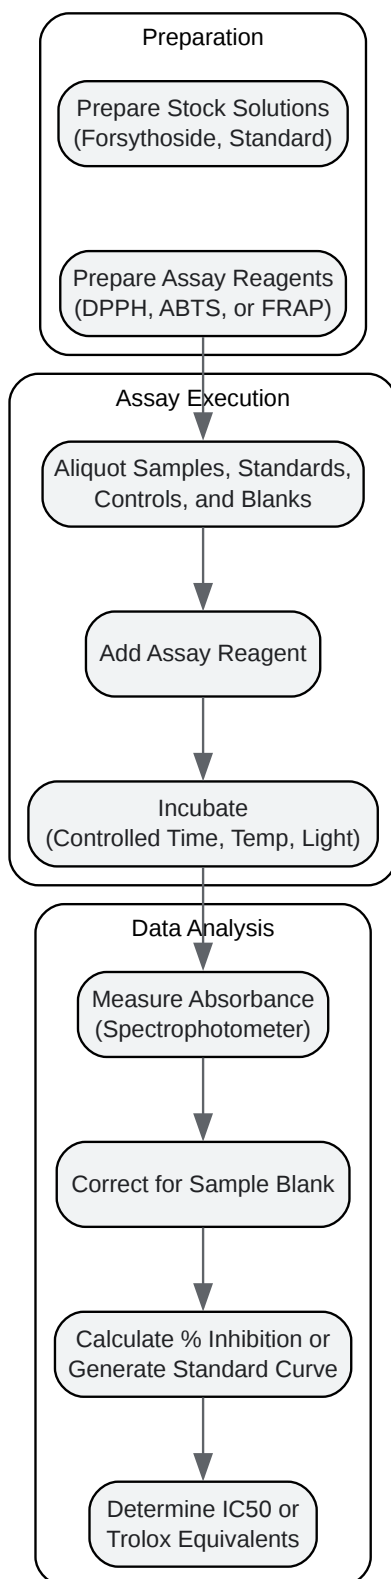 Preparation
Prepare Stock Solutions
(Forsythoside, Standard)
Prepare Assay Reagents
(DPPH, ABTS, or FRAP)
Assay Execution
Aliquot Samples, Standards,
Controls, and Blanks
Add Assay Reagent
Incubate
(Controlled Time, Temp, Light)
Data Analysis
Measure Absorbance
(Spectrophotometer)
Correct for Sample Blank
Calculate % Inhibition or
Generate Standard Curve
Determine IC50 or
Trolox Equivalents